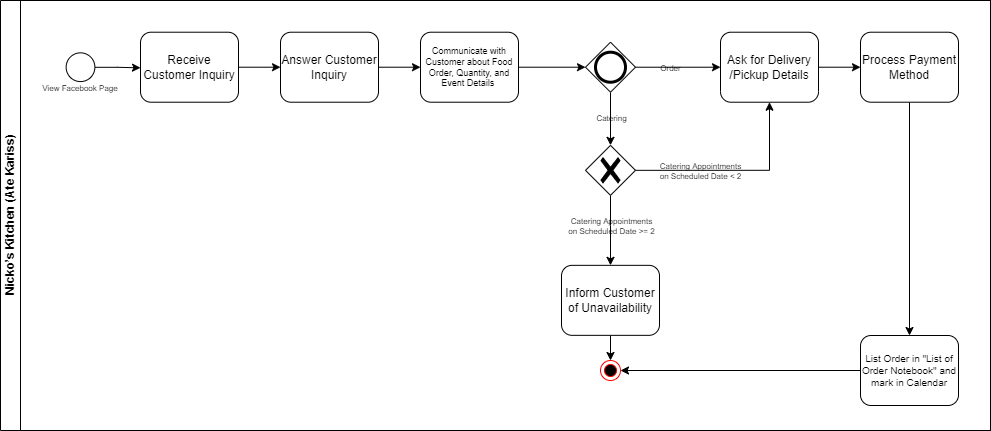 Nicko's Kitchen (Ate Kariss)
View Facebook Page
Receive
Customer Inquiry
Answer Customer
Inquiry
Communicate with
Customer about Food
Order, Quantity, and
Event Details
Order
Ask for Delivery
/Pickup Details
Process Payment
Method
Catering
Catering Appointments
on Scheduled Date < 2
Catering Appointments
on Scheduled Date >= 2
Inform Customer
of Unavailability
List Order in "List of
Order Notebook" and
mark in Calendar